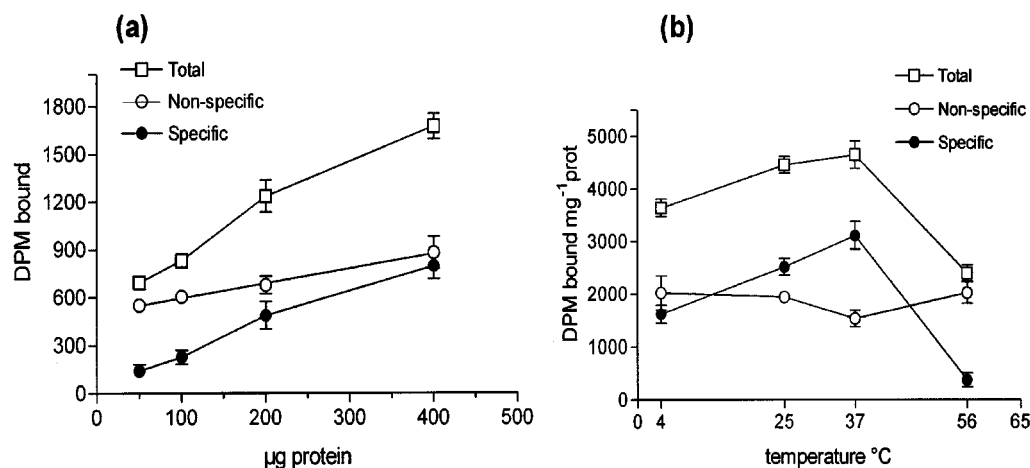 (a)
Total
Non-specific
Specific
DPM bound
1800
1500
1200
900
600
300
0
0 100 200 300 400 500
µg protein
(b)
Total
Non-specific
Specific
DPM bound mg⁻¹prot
5000
4000
3000
2000
1000
0
0 4 25 37 56 65
temperature °C